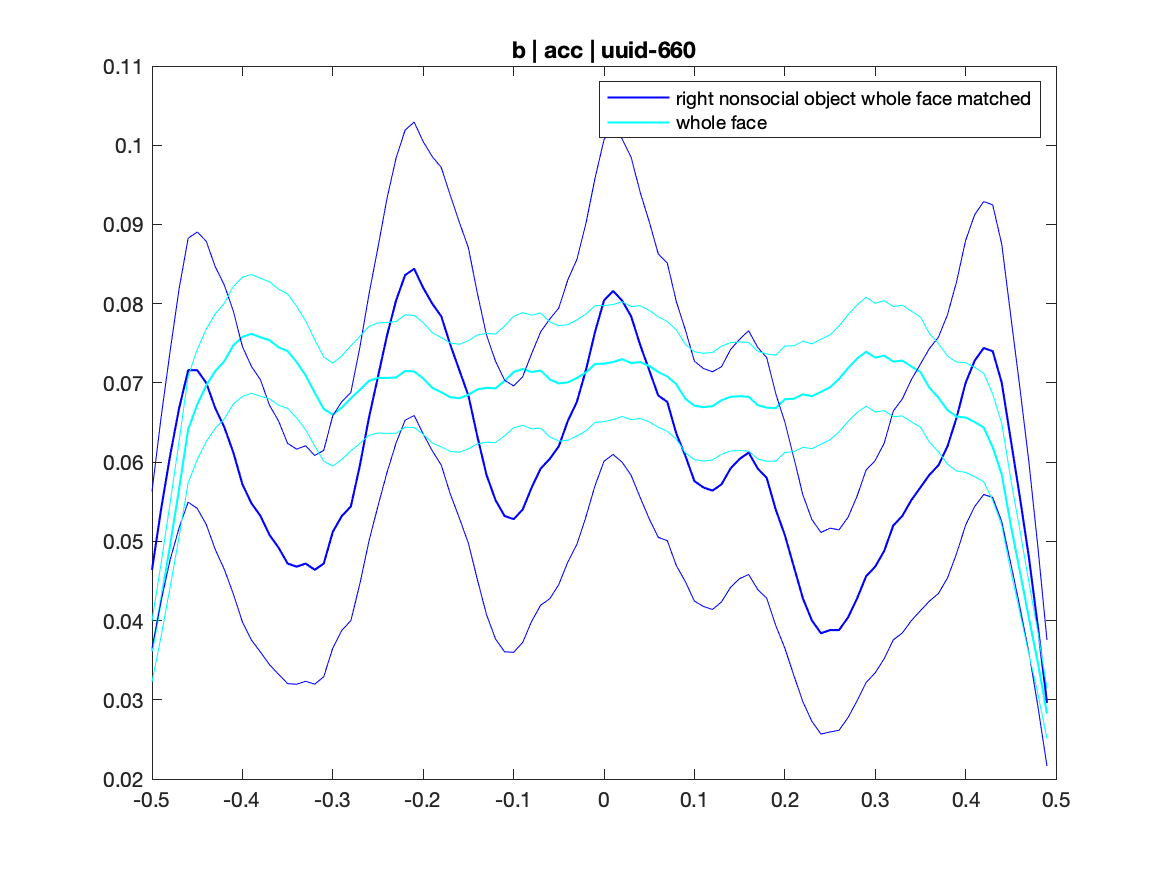 b | acc | uuid-660
right nonsocial object whole face matched
whole face
0.11
0.1
0.09
0.08
0.07
0.06
0.05
0.04
0.03
0.02
-0.5 -0.4 -0.3 -0.2 -0.1 0 0.1 0.2 0.3 0.4 0.5